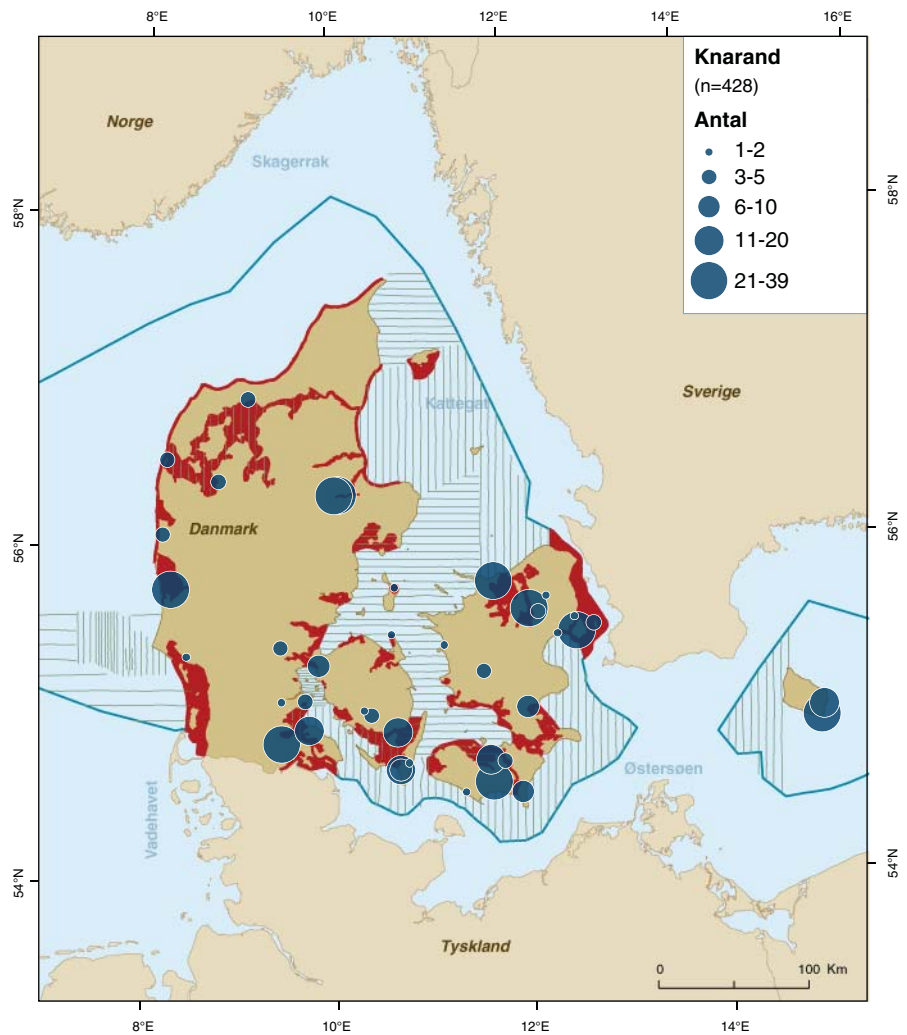 8°E 10°E 12°E 14°E 16°E
Knarand
(n=428)
Antal
1-2
3-5
6-10
11-20
21-39
Norge
Skagerrak
58°N 58°N
Sverige
Kattegat
Danmark
56°N 56°N
Østersøen
Vadehavet
54°N 54°N
Tyskland
0 100 Km
8°E 10°E 12°E 14°E